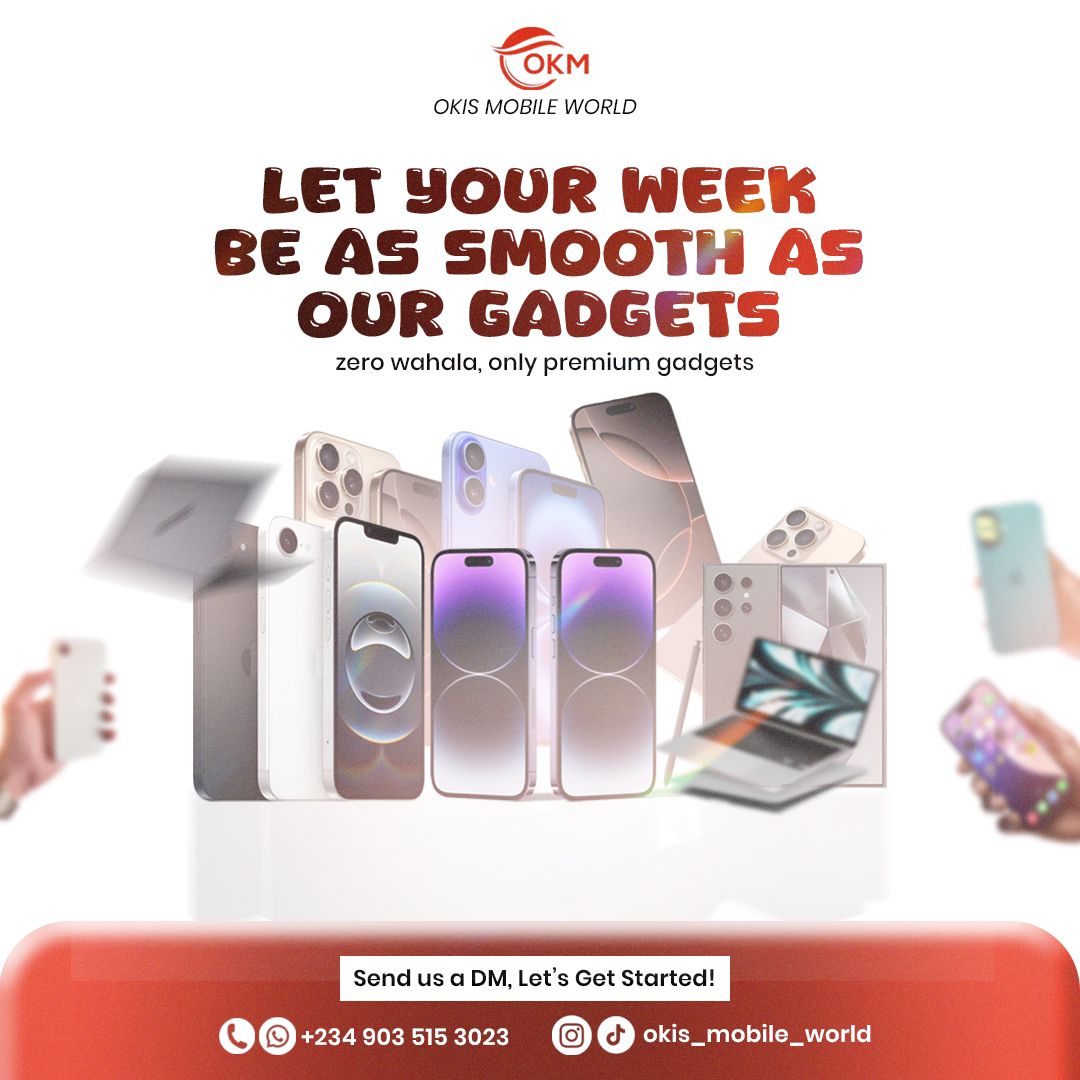 OKM
OKIS MOBILE WORLD
LET YOUR WEEK
BE AS SMOOTH AS
OUR GADGETS
zero wahala, only premium gadgets
Send us a DM, Let's Get Started!
+234 903 515 3023
okis_mobile_world